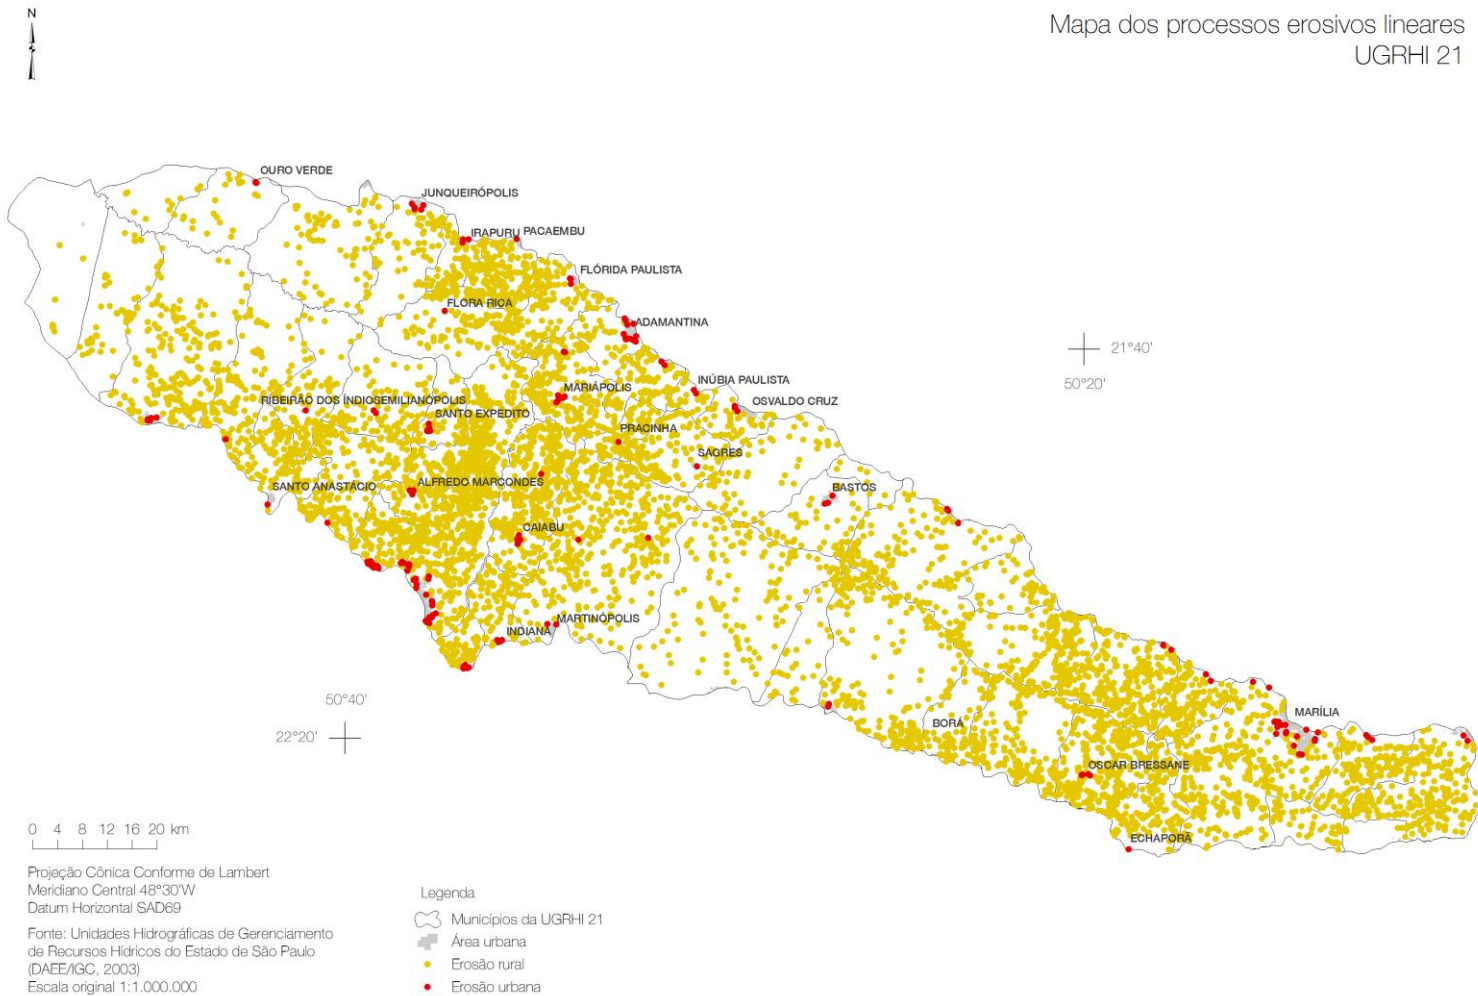 N
Mapa dos processos erosivos lineares
UGRHI 21
OURO VERDE
JUNQUEIRÓPOLIS
IRAPURU PACAEMBU
FLÓRIDA PAULISTA
FLORA RICA
ADAMANTINA
21°40'
50°20'
INÚBIA PAULISTA
MARIÁPOLIS
RIBEIRÃO DOS ÍNDIOS EMILIANÓPOLIS
OSVALDO CRUZ
SANTO EXPEDITO
PRACINHA
SAGRES
ALFREDO MARCONDES
SANTO ANASTÁCIO
BASTOS
CAIABU
MARTINÓPOLIS
INDIANA
50°40'
22°20'
MARÍLIA
BORÁ
OSCAR BRESSANE
ECHAPORÃ
0 4 8 12 16 20 km
Projeção Cônica Conforme de Lambert
Meridiano Central 48°30'W
Datum Horizontal SAD69
Fonte: Unidades Hidrográficas de Gerenciamento
de Recursos Hídricos do Estado de São Paulo
(DAEE/IGC, 2003)
Escala original 1:1.000.000
Legenda
Municípios da UGRHI 21
Área urbana
Erosão rural
Erosão urbana